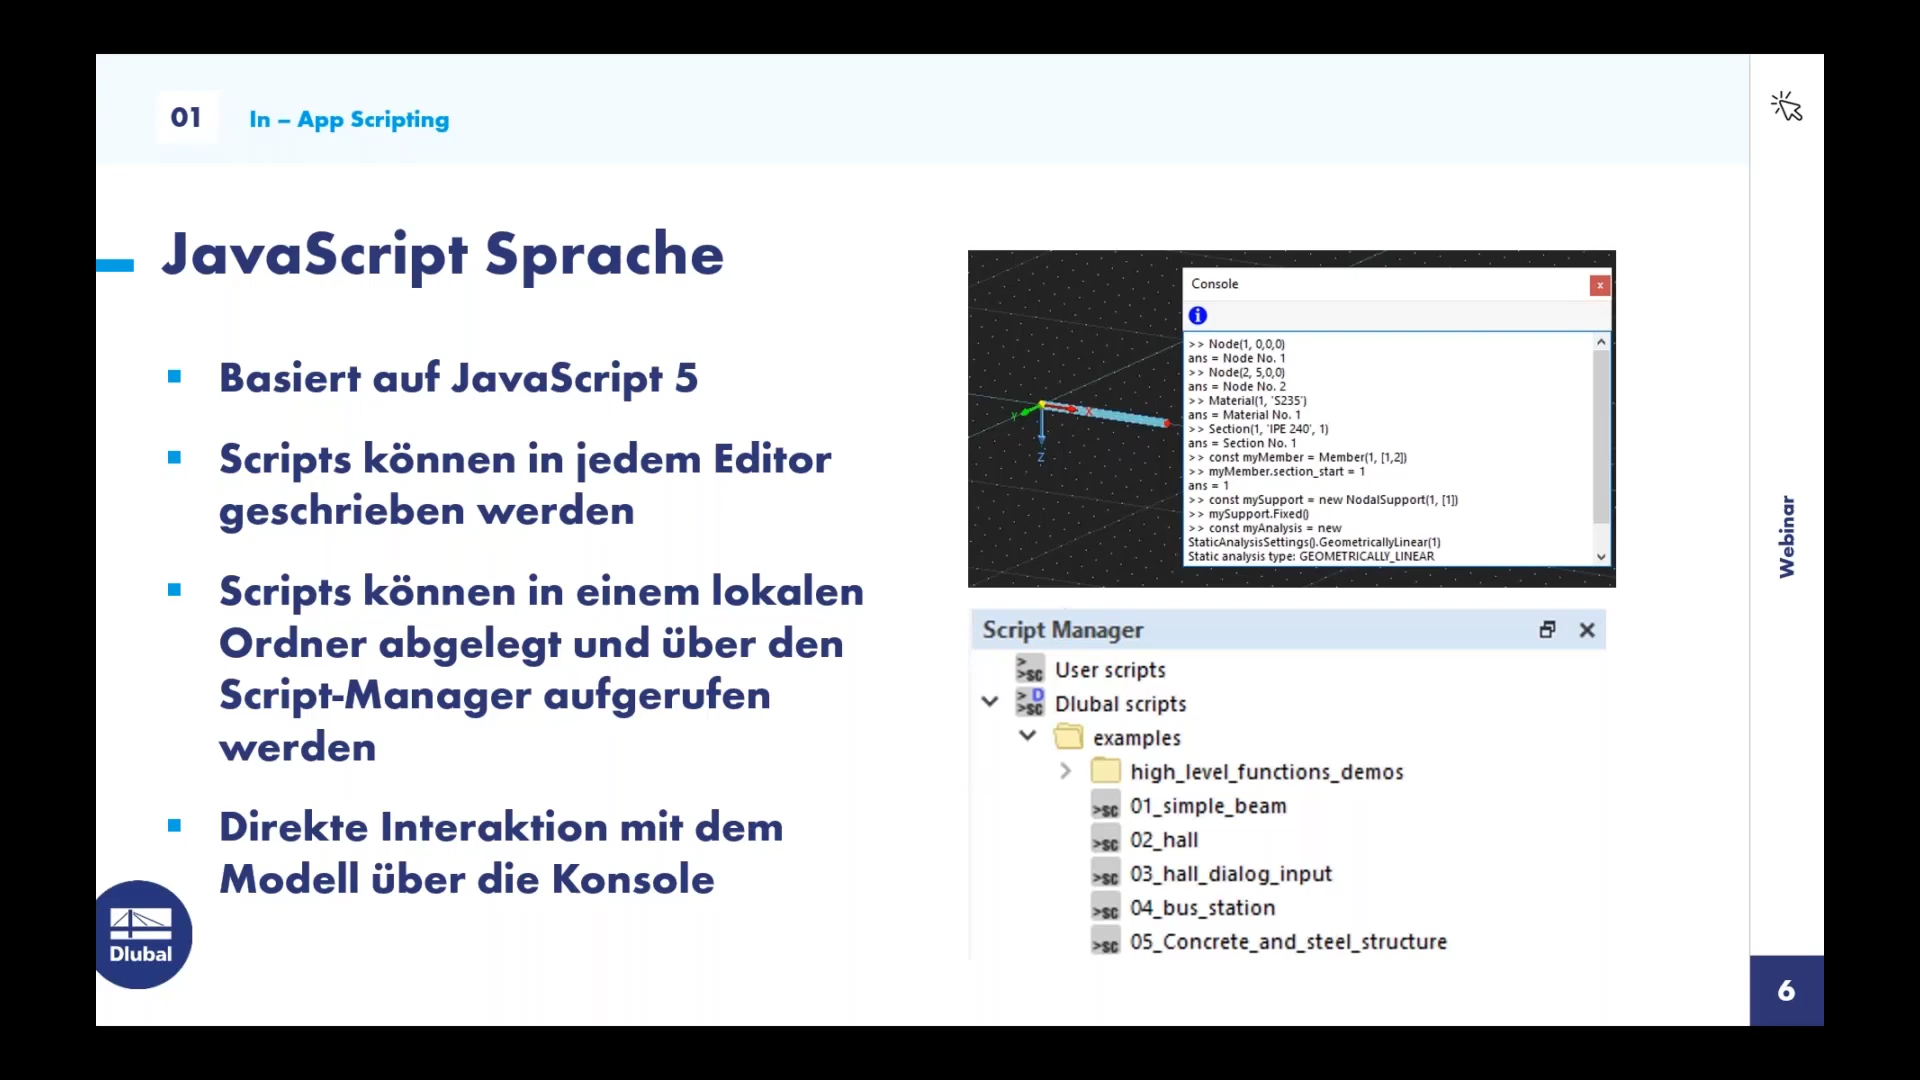 01
In – App Scripting
JavaScript Sprache
Basiert auf JavaScript 5
Scripts können in jedem Editor
geschrieben werden
Scripts können in einem lokalen
Ordner abgelegt und über den
Script-Manager aufgerufen
werden
Direkte Interaktion mit dem
Modell über die Konsole
Dlubal
y
x
z
Console
>> Node(1, 0,0,0)
ans = Node No. 1
>> Node(2, 5,0,0)
ans = Node No. 2
>> Material(1, 'S235')
ans = Material No. 1
>> Section(1, 'IPE 240', 1)
ans = Section No. 1
>> const myMember = Member(1, [1,2])
>> myMember.section_start = 1
ans = 1
>> const mySupport = new NodalSupport(1, [1])
>> mySupport.Fixed()
>> const myAnalysis = new
StaticAnalysisSettings().GeometricallyLinear(1)
Static analysis type: GEOMETRICALLY_LINEAR
Script Manager
User scripts
Dlubal scripts
examples
high_level_functions_demos
01_simple_beam
02_hall
03_hall_dialog_input
04_bus_station
05_Concrete_and_steel_structure
Webinar
6